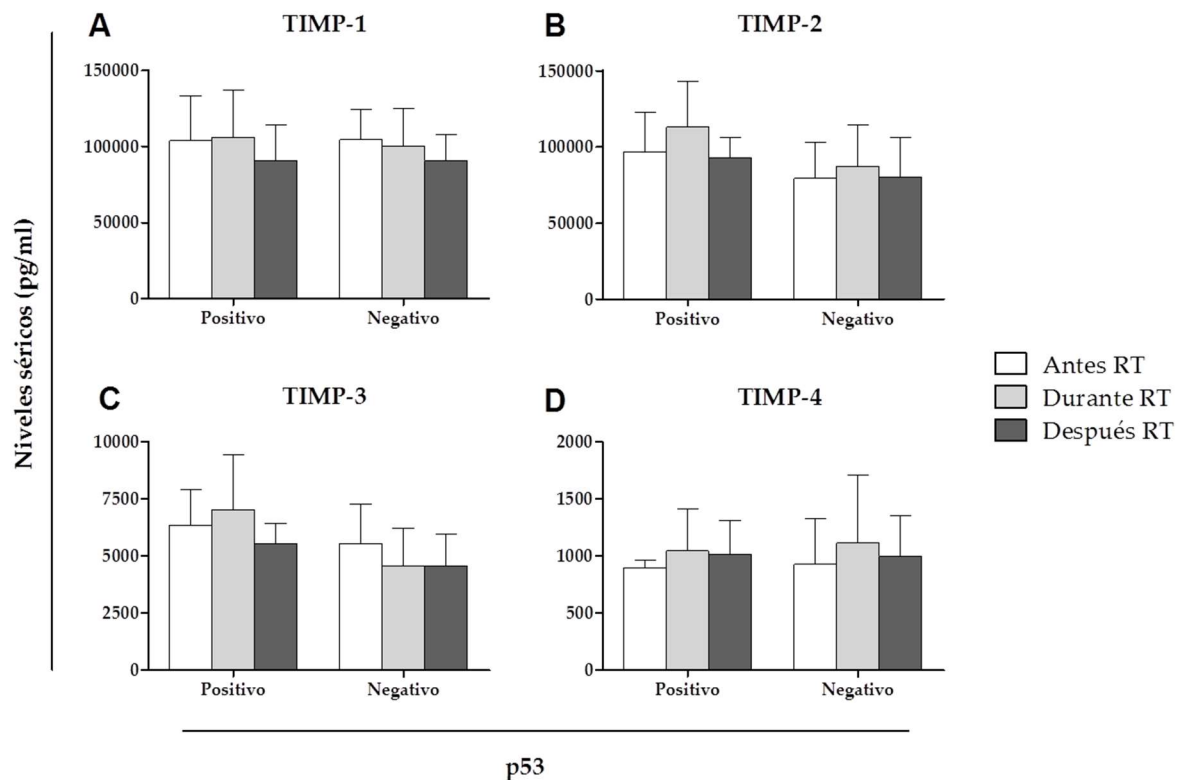 A
TIMP-1
150000
100000
50000
0
Positivo
Negativo
B
TIMP-2
150000
100000
50000
0
Positivo
Negativo
Niveles séricos (pg/ml)
C
TIMP-3
10000
7500
5000
2500
0
Positivo
Negativo
D
TIMP-4
2000
1500
1000
500
0
Positivo
Negativo
Antes RT
Durante RT
Después RT
p53